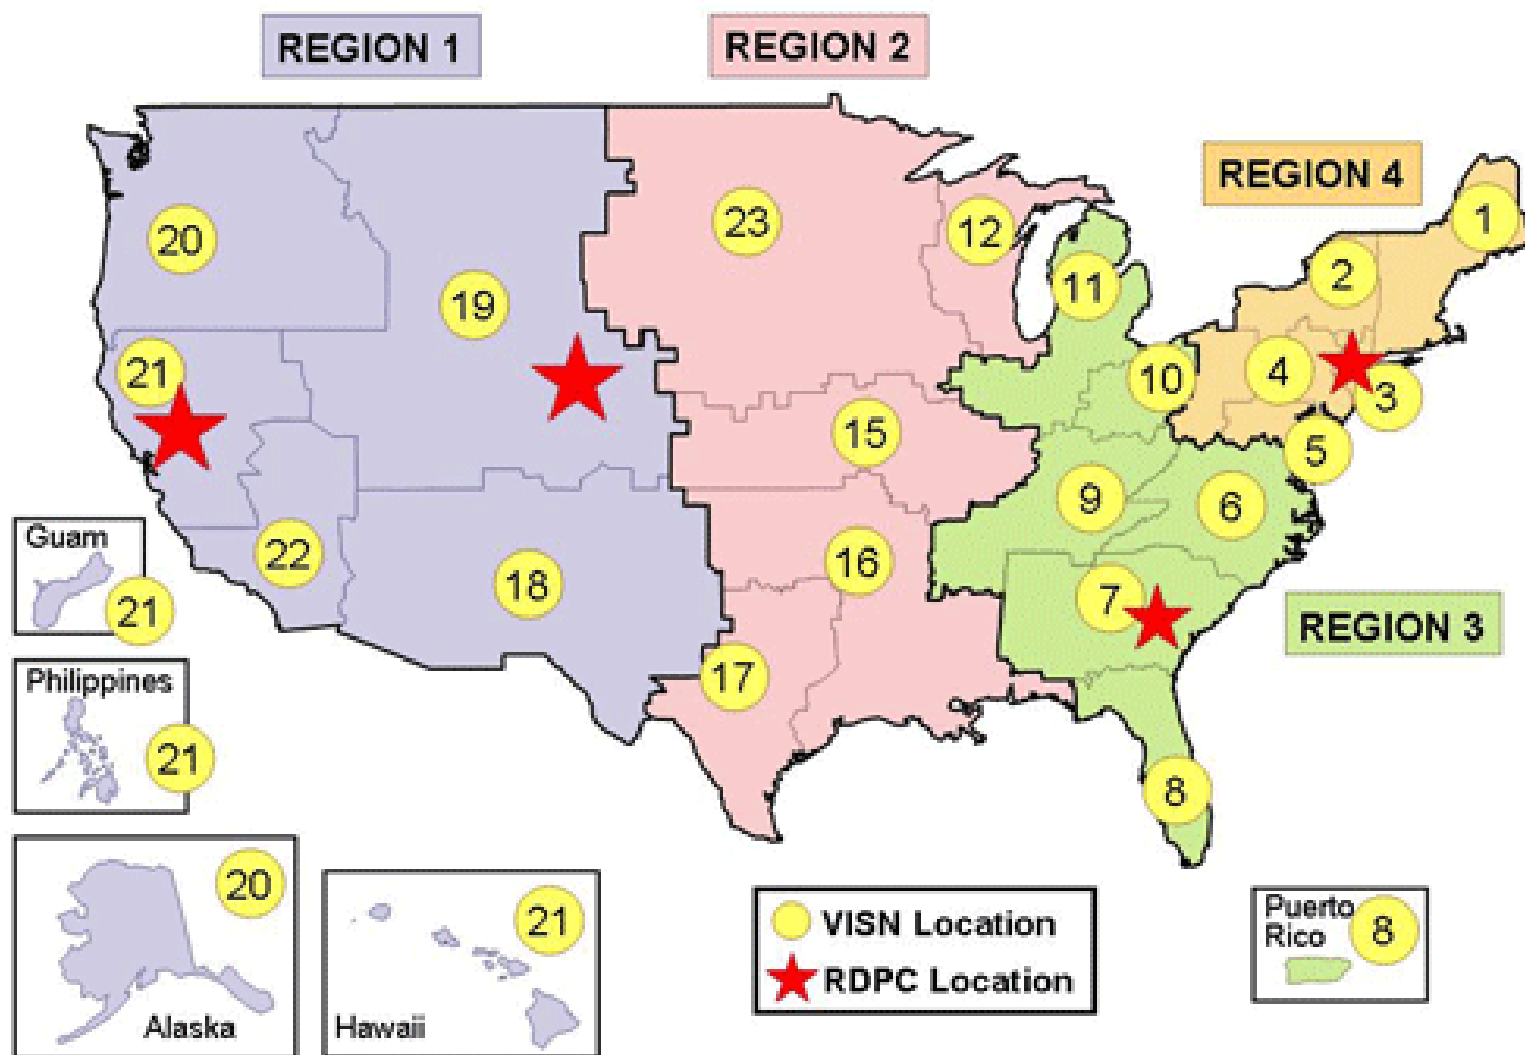 REGION 1
REGION 2
REGION 4
1
20
23
12
2
11
19
21
10
4
3
15
5
9
6
22
16
18
7
Guam
21
REGION 3
17
Philippines
21
8
20
Alaska
21
Hawaii
VISN Location
RDPC Location
Puerto
Rico
8